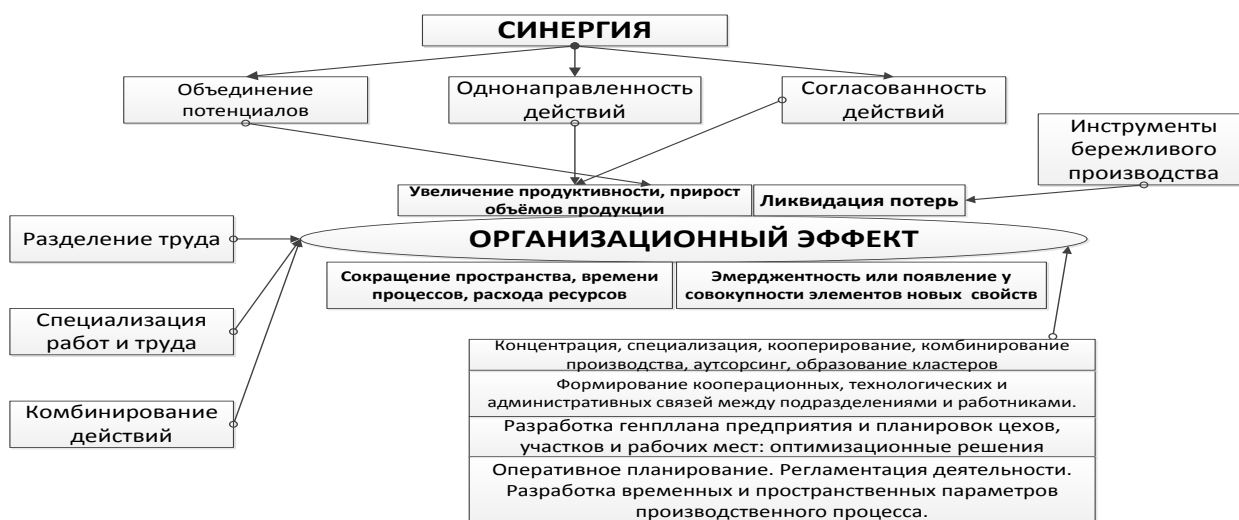 СИНЕРГИЯ
Объединение
потенциалов
Однонаправленность
действий
Согласованность
действий
Инструменты
бережливого
производства
Увеличение продуктивности, прирост
объёмов продукции
Ликвидация потерь
Разделение труда
ОРГАНИЗАЦИОННЫЙ ЭФФЕКТ
Сокращение пространства, времени
процессов, расхода ресурсов
Эмерджентность или появление у
совокупности элементов новых свойств
Специализация
работ и труда
Комбинирование
действий
Концентрация, специализация, кооперирование, комбинирование
производства, аутсорсинг, образование кластеров
Формирование кооперационных, технологических и
административных связей между подразделениями и работниками.
Разработка генпллана предприятия и планировок цехов,
участков и рабочих мест: оптимизационные решения
Оперативное планирование. Регламентация деятельности.
Разработка временных и пространственных параметров
производственного процесса.